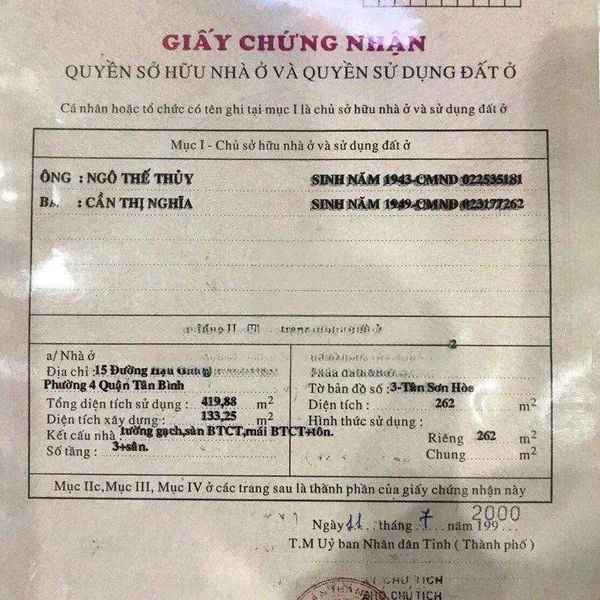 GIẤY CHỨNG NHẬN
QUYỀN SỞ HỮU NHÀ Ở VÀ QUYỀN SỬ DỤNG ĐẤT Ở
Cá nhân hoặc tổ chức có tên ghi tại mục I là chủ sở hữu nhà ở và sử dụng đất ở
Mục I - Chủ sở hữu nhà ở và sử dụng đất ở
ÔNG : NGÔ THẾ THỦY SINH NĂM 1943-CMND 022535181
BÀ : CẦN THỊ NGHĨA SINH NĂM 1949-CMND 023177262
a/ Nhà ở
Địa chỉ : 15 Đường Hậu
Phường 4 Quận Tân Bình
Tổng diện tích sử dụng : 419,88 m2
Diện tích xây dựng : 133,25 m2
Kết cấu nhà : tường gạch,sàn BTCT,mái BTCT+tôn.
Số tầng : 3+sân.
Tờ bản đồ số : 3-Tân Sơn Hòa
Diện tích : 262 m2
Hình thức sử dụng :
Riêng 262 m2
Chung m2
Mục IIc,Mục III, Mục IV ở các trang sau là thành phần của giấy chứng nhận này
2000
Ngày 11 tháng 7 năm 199...
T.M Uỷ ban Nhân dân Tỉnh ( Thành phố )
CHỦ TỊCH
PHÓ CHỦ TỊCH